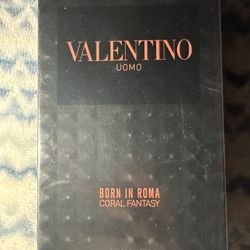 VALENTINO
UOMO
BORN IN ROMA
CORAL FANTASY